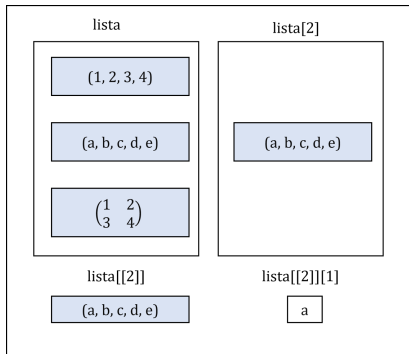 lista
(1, 2, 3, 4)
(a, b, c, d, e)
(1 2
3 4)
lista[2]
(a, b, c, d, e)
lista[[2]]
(a, b, c, d, e)
lista[[2]][1]
a